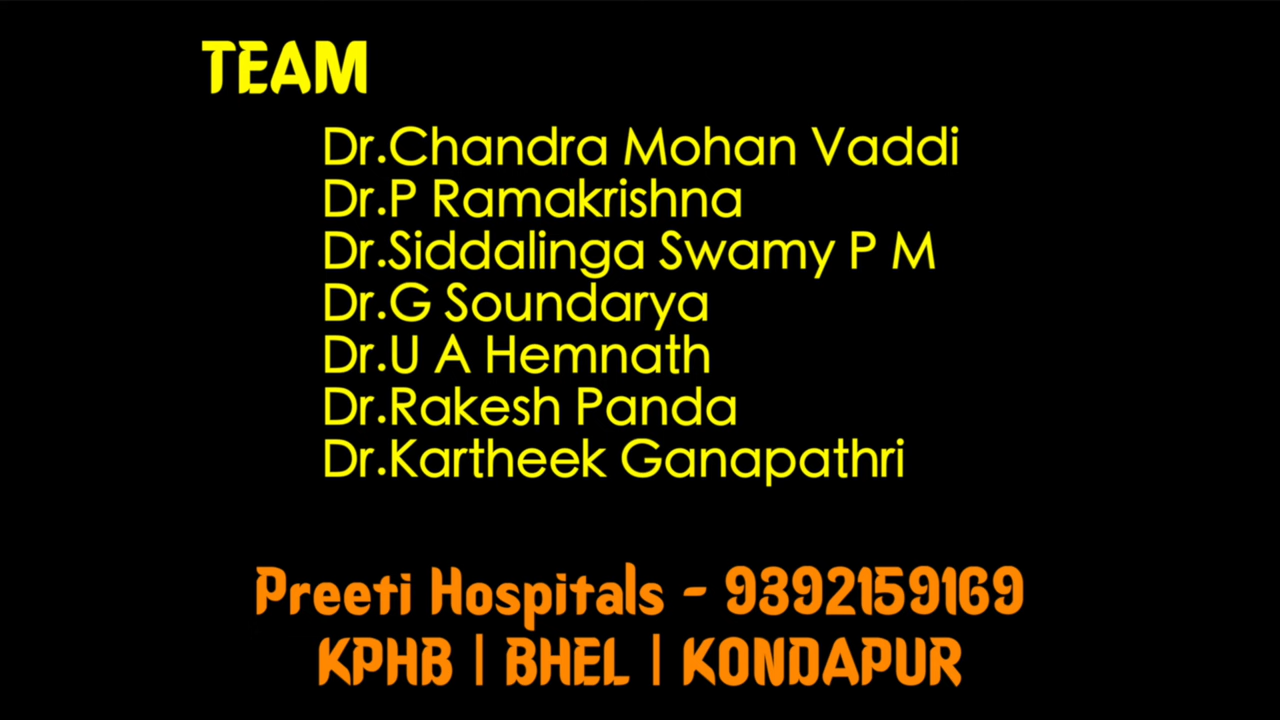 TEAM
Dr.Chandra Mohan Vaddi
Dr.P Ramakrishna
Dr.Siddalinga Swamy P M
Dr.G Soundarya
Dr.U A Hemnath
Dr.Rakesh Panda
Dr.Kartheek Ganapathri
Preeti Hospitals - 9392159169
KPHB | BHEL | KONDAPUR